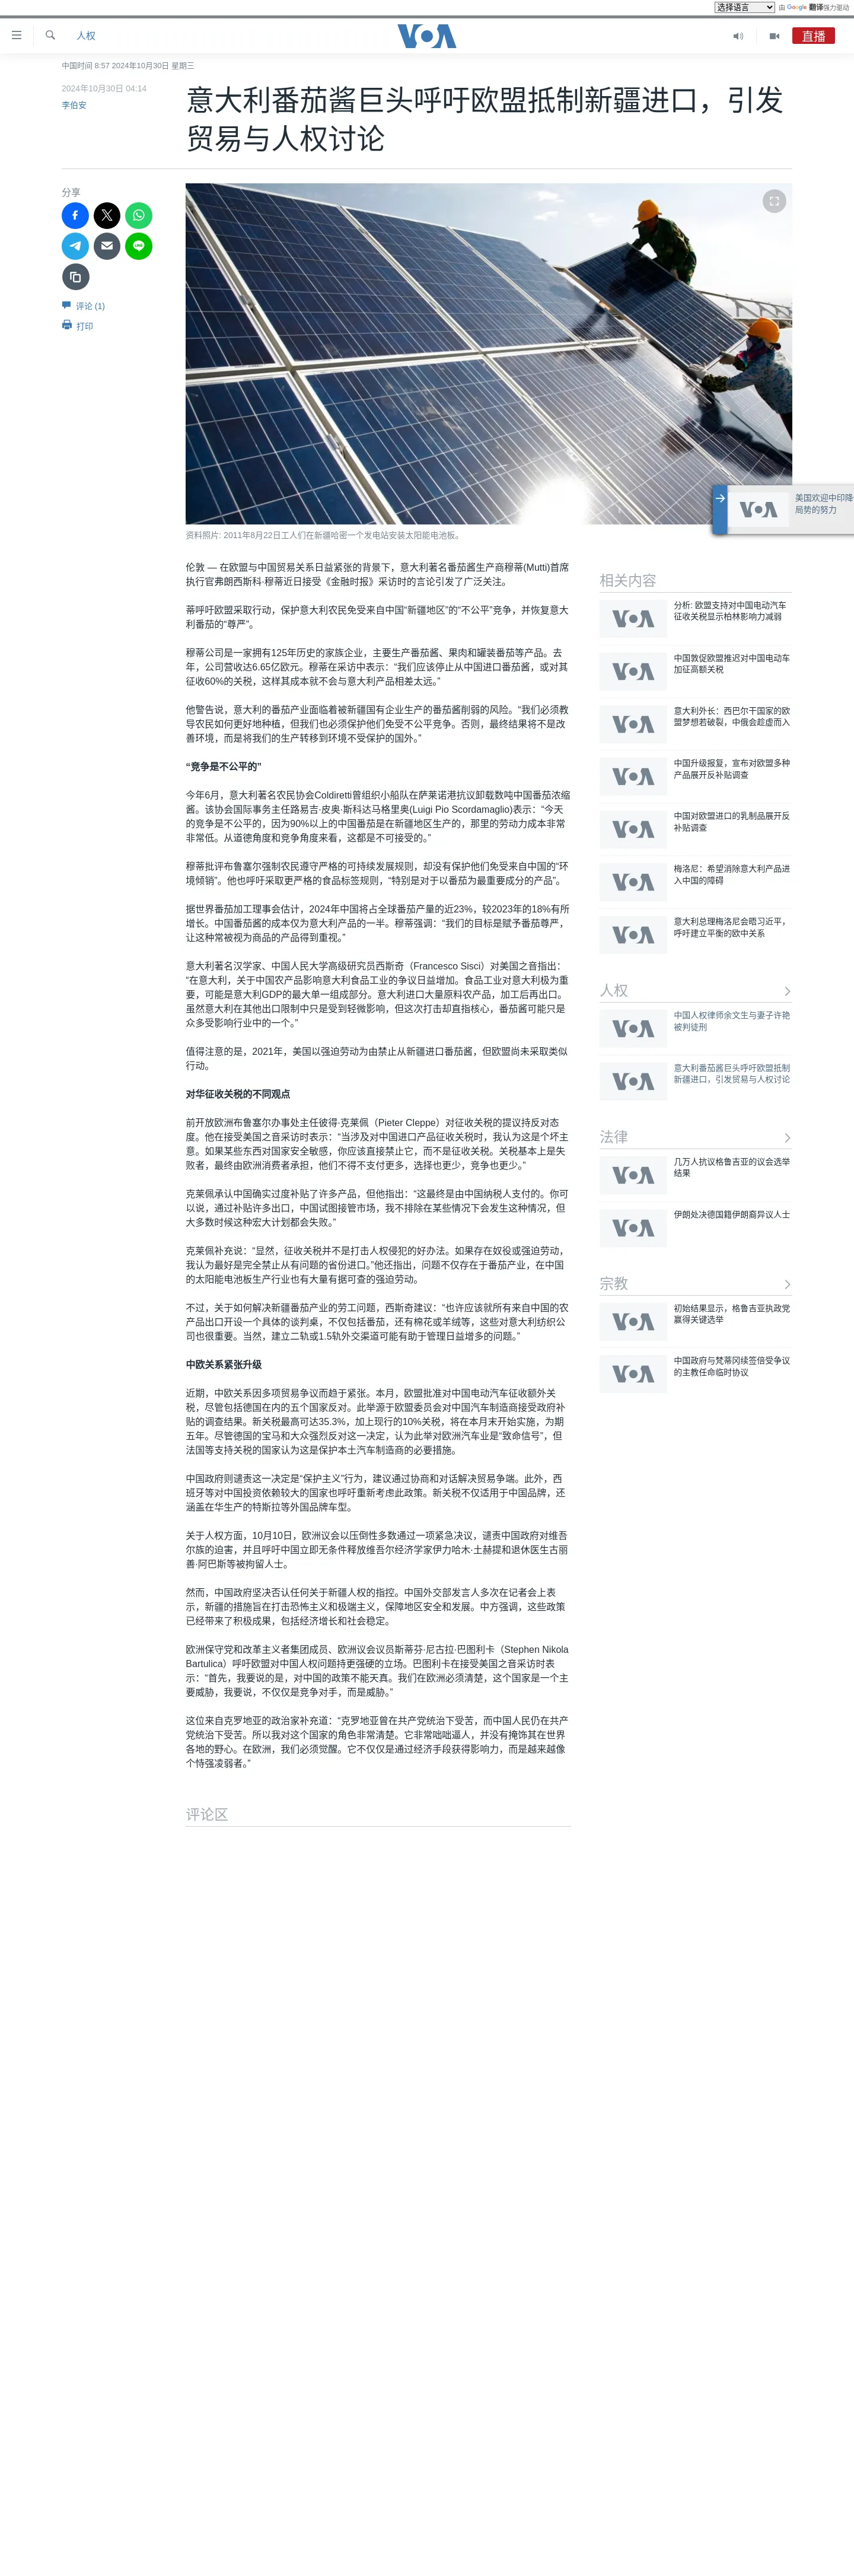 选择语言 由 Google 翻译强力驱动
人权
VOA
直播
中国时间 8:57 2024年10月30日 星期三
2024年10月30日 04:14
李伯安
意大利番茄酱巨头呼吁欧盟抵制新疆进口，引发
贸易与人权讨论
分享
评论 (1)
打印
美国欢迎中印降
局势的努力
VOA
资料照片: 2011年8月22日工人们在新疆哈密一个发电站安装太阳能电池板。
伦敦 — 在欧盟与中国贸易关系日益紧张的背景下，意大利著名番茄酱生产商穆蒂(Mutti)首席
执行官弗朗西斯科·穆蒂近日接受《金融时报》采访时的言论引发了广泛关注。
蒂呼吁欧盟采取行动，保护意大利农民免受来自中国“新疆地区”的“不公平”竞争，并恢复意大
利番茄的“尊严”。
穆蒂公司是一家拥有125年历史的家族企业，主要生产番茄酱、果肉和罐装番茄等产品。去
年，公司营收达6.65亿欧元。穆蒂在采访中表示：“我们应该停止从中国进口番茄酱，或对其
征收60%的关税，这样其成本就不会与意大利产品相差太远。”
他警告说，意大利的番茄产业面临着被新疆国有企业生产的番茄酱削弱的风险。“我们必须教
导农民如何更好地种植，但我们也必须保护他们免受不公平竞争。否则，最终结果将不是改
善环境，而是将我们的生产转移到环境不受保护的国外。”
“竞争是不公平的”
今年6月，意大利著名农民协会Coldiretti曾组织小船队在萨莱诺港抗议卸载数吨中国番茄浓缩
酱。该协会国际事务主任路易吉·皮奥·斯科达马格里奥(Luigi Pio Scordamaglio)表示：“今天
的竞争是不公平的，因为90%以上的中国番茄是在新疆地区生产的，那里的劳动力成本非常
非常低。从道德角度和竞争角度来看，这都是不可接受的。”
穆蒂批评布鲁塞尔强制农民遵守严格的可持续发展规则，却没有保护他们免受来自中国的“环
境倾销”。他也呼吁采取更严格的食品标签规则，“特别是对于以番茄为最重要成分的产品”。
据世界番茄加工理事会估计，2024年中国将占全球番茄产量的近23%，较2023年的18%有所
增长。中国番茄酱的成本仅为意大利产品的一半。穆蒂强调：“我们的目标是赋予番茄尊严，
让这种常被视为商品的产品得到重视。”
意大利著名汉学家、中国人民大学高级研究员西斯奇（Francesco Sisci）对美国之音指出：
“在意大利，关于中国农产品影响意大利食品工业的争议日益增加。食品工业对意大利极为重
要，可能是意大利GDP的最大单一组成部分。意大利进口大量原料农产品，加工后再出口。
虽然意大利在其他出口限制中只是受到轻微影响，但这次打击却直指核心，番茄酱可能只是
众多受影响行业中的一个。”
值得注意的是，2021年，美国以强迫劳动为由禁止从新疆进口番茄酱，但欧盟尚未采取类似
行动。
对华征收关税的不同观点
前开放欧洲布鲁塞尔办事处主任彼得·克莱佩（Pieter Cleppe）对征收关税的提议持反对态
度。他在接受美国之音采访时表示：“当涉及对中国进口产品征收关税时，我认为这是个坏主
意。如果某些东西对国家安全敏感，你应该直接禁止它，而不是征收关税。关税基本上是失
败者，最终由欧洲消费者承担，他们不得不支付更多，选择也更少，竞争也更少。”
克莱佩承认中国确实过度补贴了许多产品，但他指出：“这最终是由中国纳税人支付的。你可
以说，通过补贴许多出口，中国试图接管市场，我不排除在某些情况下会发生这种情况，但
大多数时候这种宏大计划都会失败。”
克莱佩补充说：“显然，征收关税并不是打击人权侵犯的好办法。如果存在奴役或强迫劳动，
我认为最好是完全禁止从有问题的省份进口。”他还指出，问题不仅存在于番茄产业，在中国
的太阳能电池板生产行业也有大量有据可查的强迫劳动。
不过，关于如何解决新疆番茄产业的劳工问题，西斯奇建议：“也许应该就所有来自中国的农
产品出口开设一个具体的谈判桌，不仅包括番茄，还有棉花或羊绒等，这些对意大利纺织公
司也很重要。当然，建立二轨或1.5轨外交渠道可能有助于管理日益增多的问题。”
中欧关系紧张升级
近期，中欧关系因多项贸易争议而趋于紧张。本月，欧盟批准对中国电动汽车征收额外关
税，尽管包括德国在内的五个国家反对。此举源于欧盟委员会对中国汽车制造商接受政府补
贴的调查结果。新关税最高可达35.3%，加上现行的10%关税，将在本月末开始实施，为期
五年。尽管德国的宝马和大众强烈反对这一决定，认为此举对欧洲汽车业是“致命信号”，但
法国等支持关税的国家认为这是保护本土汽车制造商的必要措施。
中国政府则谴责这一决定是“保护主义”行为，建议通过协商和对话解决贸易争端。此外，西
班牙等对中国投资依赖较大的国家也呼吁重新考虑此政策。新关税不仅适用于中国品牌，还
涵盖在华生产的特斯拉等外国品牌车型。
关于人权方面，10月10日，欧洲议会以压倒性多数通过一项紧急决议，谴责中国政府对维吾
尔族的迫害，并且呼吁中国立即无条件释放维吾尔经济学家伊力哈木·土赫提和退休医生古丽
善·阿巴斯等被拘留人士。
然而，中国政府坚决否认任何关于新疆人权的指控。中国外交部发言人多次在记者会上表
示，新疆的措施旨在打击恐怖主义和极端主义，保障地区安全和发展。中方强调，这些政策
已经带来了积极成果，包括经济增长和社会稳定。
欧洲保守党和改革主义者集团成员、欧洲议会议员斯蒂芬·尼古拉·巴图利卡（Stephen Nikola
Bartulica）呼吁欧盟对中国人权问题持更强硬的立场。巴图利卡在接受美国之音采访时表
示：“首先，我要说的是，对中国的政策不能天真。我们在欧洲必须清楚，这个国家是一个主
要威胁，我要说，不仅仅是竞争对手，而是威胁。”
这位来自克罗地亚的政治家补充道：“克罗地亚曾在共产党统治下受苦，而中国人民仍在共产
党统治下受苦。所以我对这个国家的角色非常清楚。它非常咄咄逼人，并没有掩饰其在世界
各地的野心。在欧洲，我们必须觉醒。它不仅仅是通过经济手段获得影响力，而是越来越像
个恃强凌弱者。”
评论区
相关内容
VOA
分析: 欧盟支持对中国电动汽车
征收关税显示柏林影响力减弱
VOA
中国敦促欧盟推迟对中国电动车
加征高额关税
VOA
意大利外长：西巴尔干国家的欧
盟梦想若破裂，中俄会趁虚而入
VOA
中国升级报复，宣布对欧盟多种
产品展开反补贴调查
VOA
中国对欧盟进口的乳制品展开反
补贴调查
VOA
梅洛尼：希望消除意大利产品进
入中国的障碍
VOA
意大利总理梅洛尼会晤习近平，
呼吁建立平衡的欧中关系
人权
VOA
中国人权律师余文生与妻子许艳
被判徒刑
VOA
意大利番茄酱巨头呼吁欧盟抵制
新疆进口，引发贸易与人权讨论
法律
VOA
几万人抗议格鲁吉亚的议会选举
结果
VOA
伊朗处决德国籍伊朗裔异议人士
宗教
VOA
初始结果显示，格鲁吉亚执政党
赢得关键选举
VOA
中国政府与梵蒂冈续签倍受争议
的主教任命临时协议